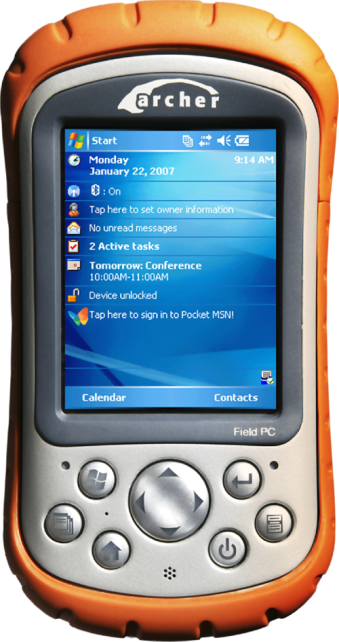 archer
Start
Monday 9:14 AM
January 22, 2007
: On
Tap here to set owner information
No unread messages
2 Active tasks
Tomorrow: Conference
10:00AM-11:00AM
Device unlocked
Tap here to sign in to Pocket MSN!
Calendar Contacts
Field PC